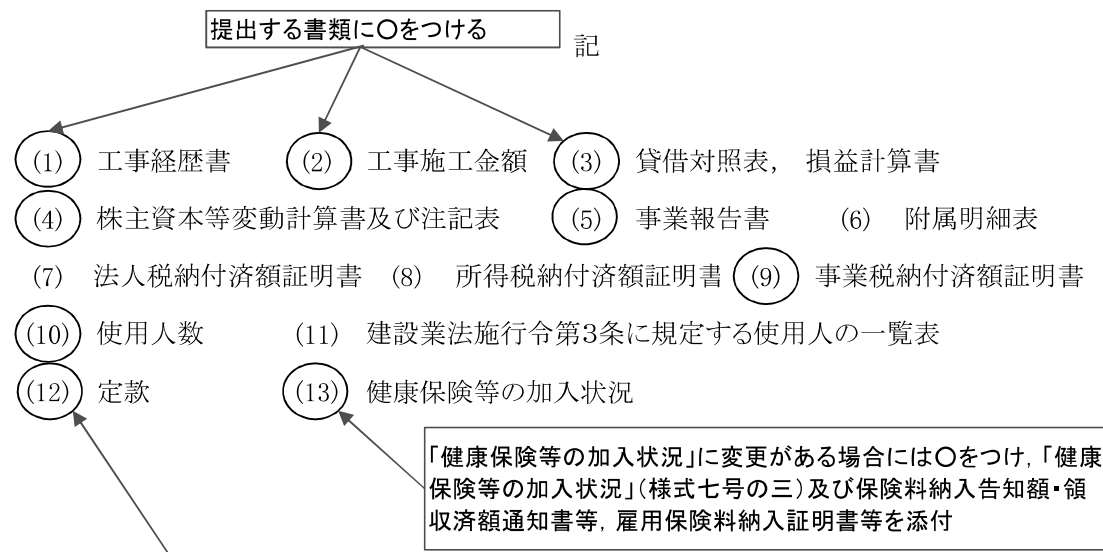 提出する書類に〇をつける
記
(1) 工事経歴書 (2) 工事施工金額 (3) 貸借対照表, 損益計算書
(4) 株主資本等変動計算書及び注記表 (5) 事業報告書 (6) 附属明細表
(7) 法人税納付済額証明書 (8) 所得税納付済額証明書 (9) 事業税納付済額証明書
(10) 使用人数 (11) 建設業法施行令第3条に規定する使用人の一覧表
(12) 定款 (13) 健康保険等の加入状況
「健康保険等の加入状況」に変更がある場合には〇をつけ,「健康
保険等の加入状況」(様式七号の三)及び保険料納入告知額・領
収済額通知書等, 雇用保険料納入証明書等を添付